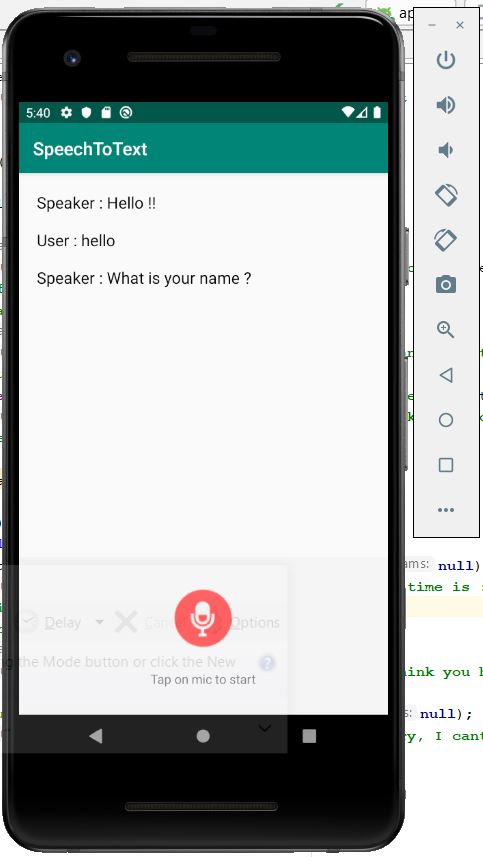 ap
5:40
SpeechToText
Speaker : Hello !!
User : hello
Speaker : What is your name ?
ams: null)
time is
Delay Options
ink you h
the Mode button or click the New
Tap on mic to start
s: null);
ry, I cant